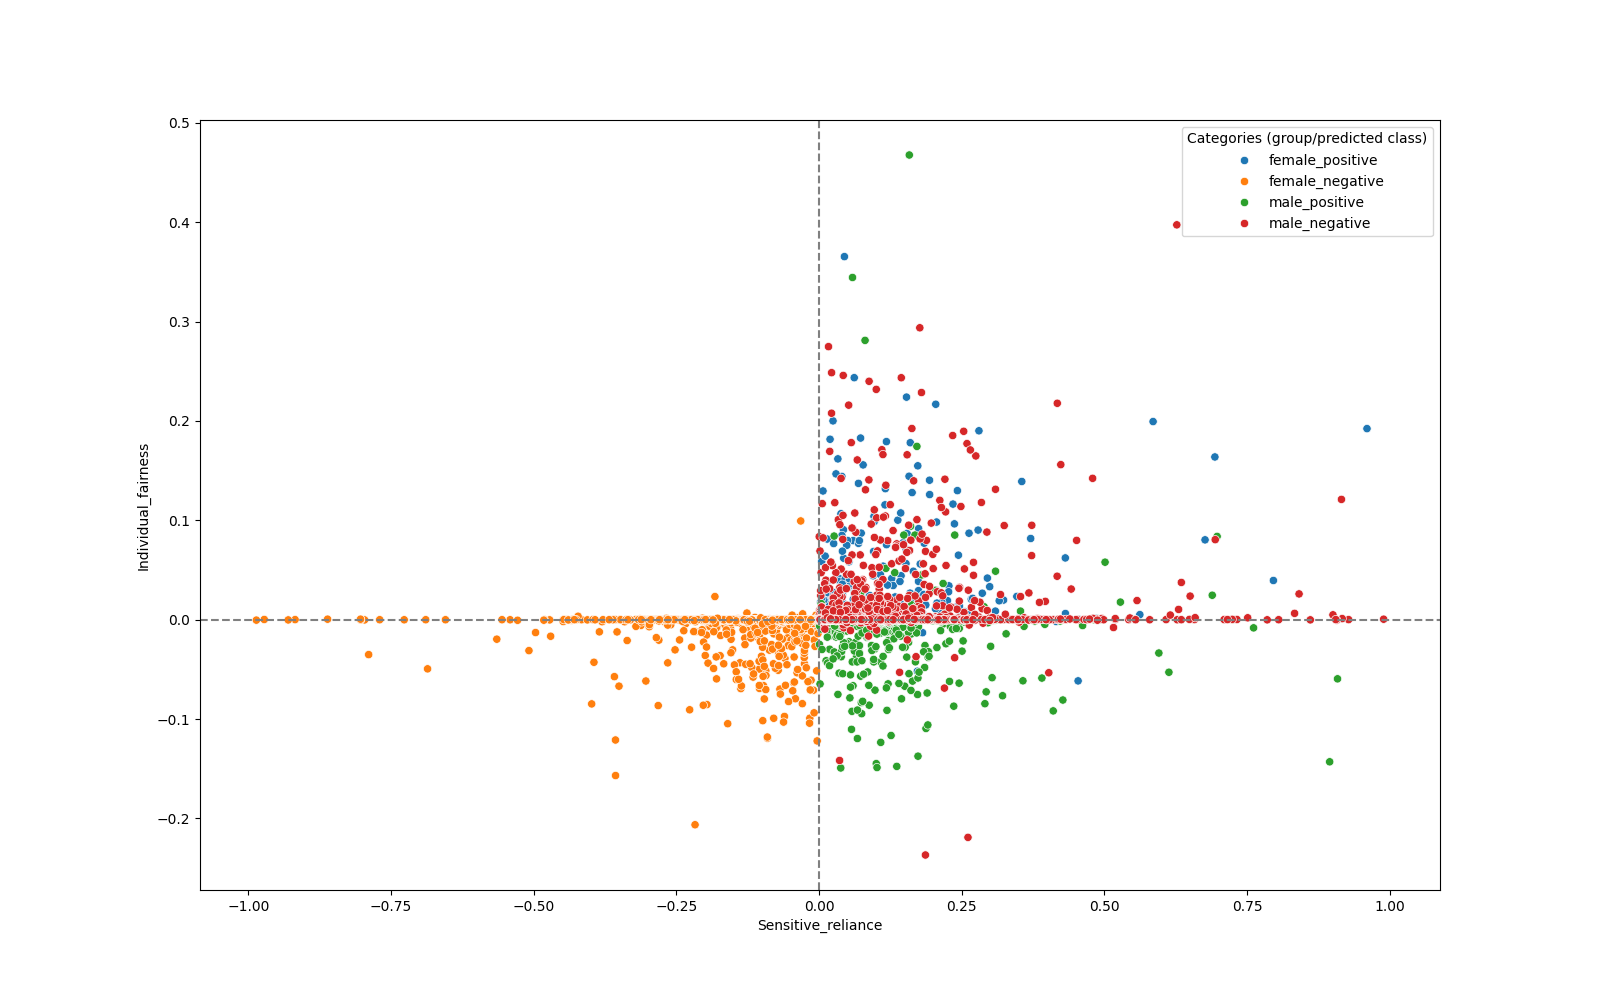 Categories (group/predicted class)
female_positive
female_negative
male_positive
male_negative
Individual_fairness
0.5
0.4
0.3
0.2
0.1
0.0
−0.1
−0.2
−1.00 −0.75 −0.50 −0.25 0.00 0.25 0.50 0.75 1.00
Sensitive_reliance